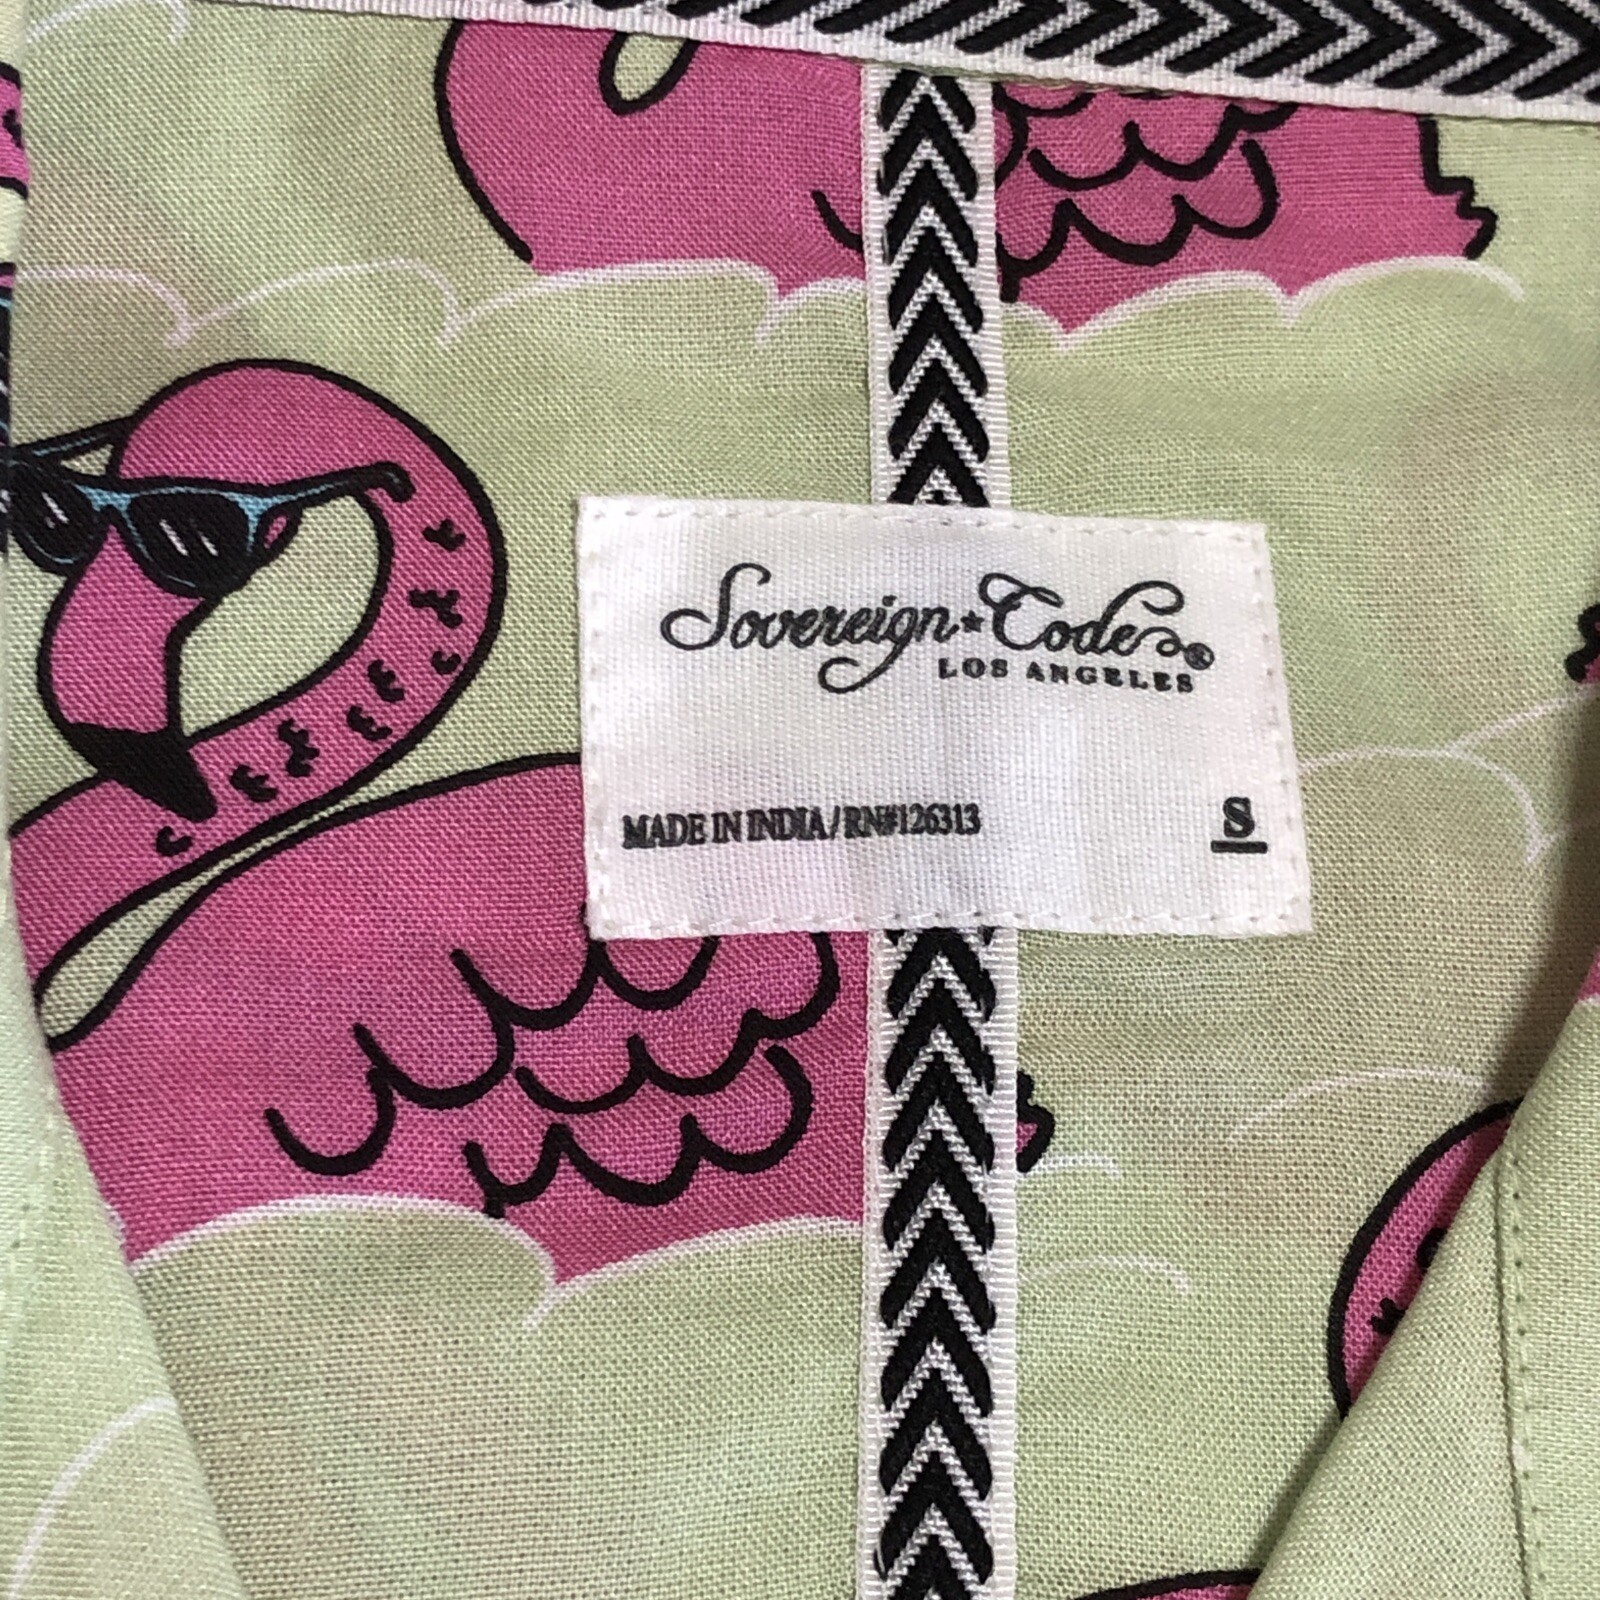 Sovereign★Code®
LOS ANGELES
MADE IN INDIA/RN#126313
S